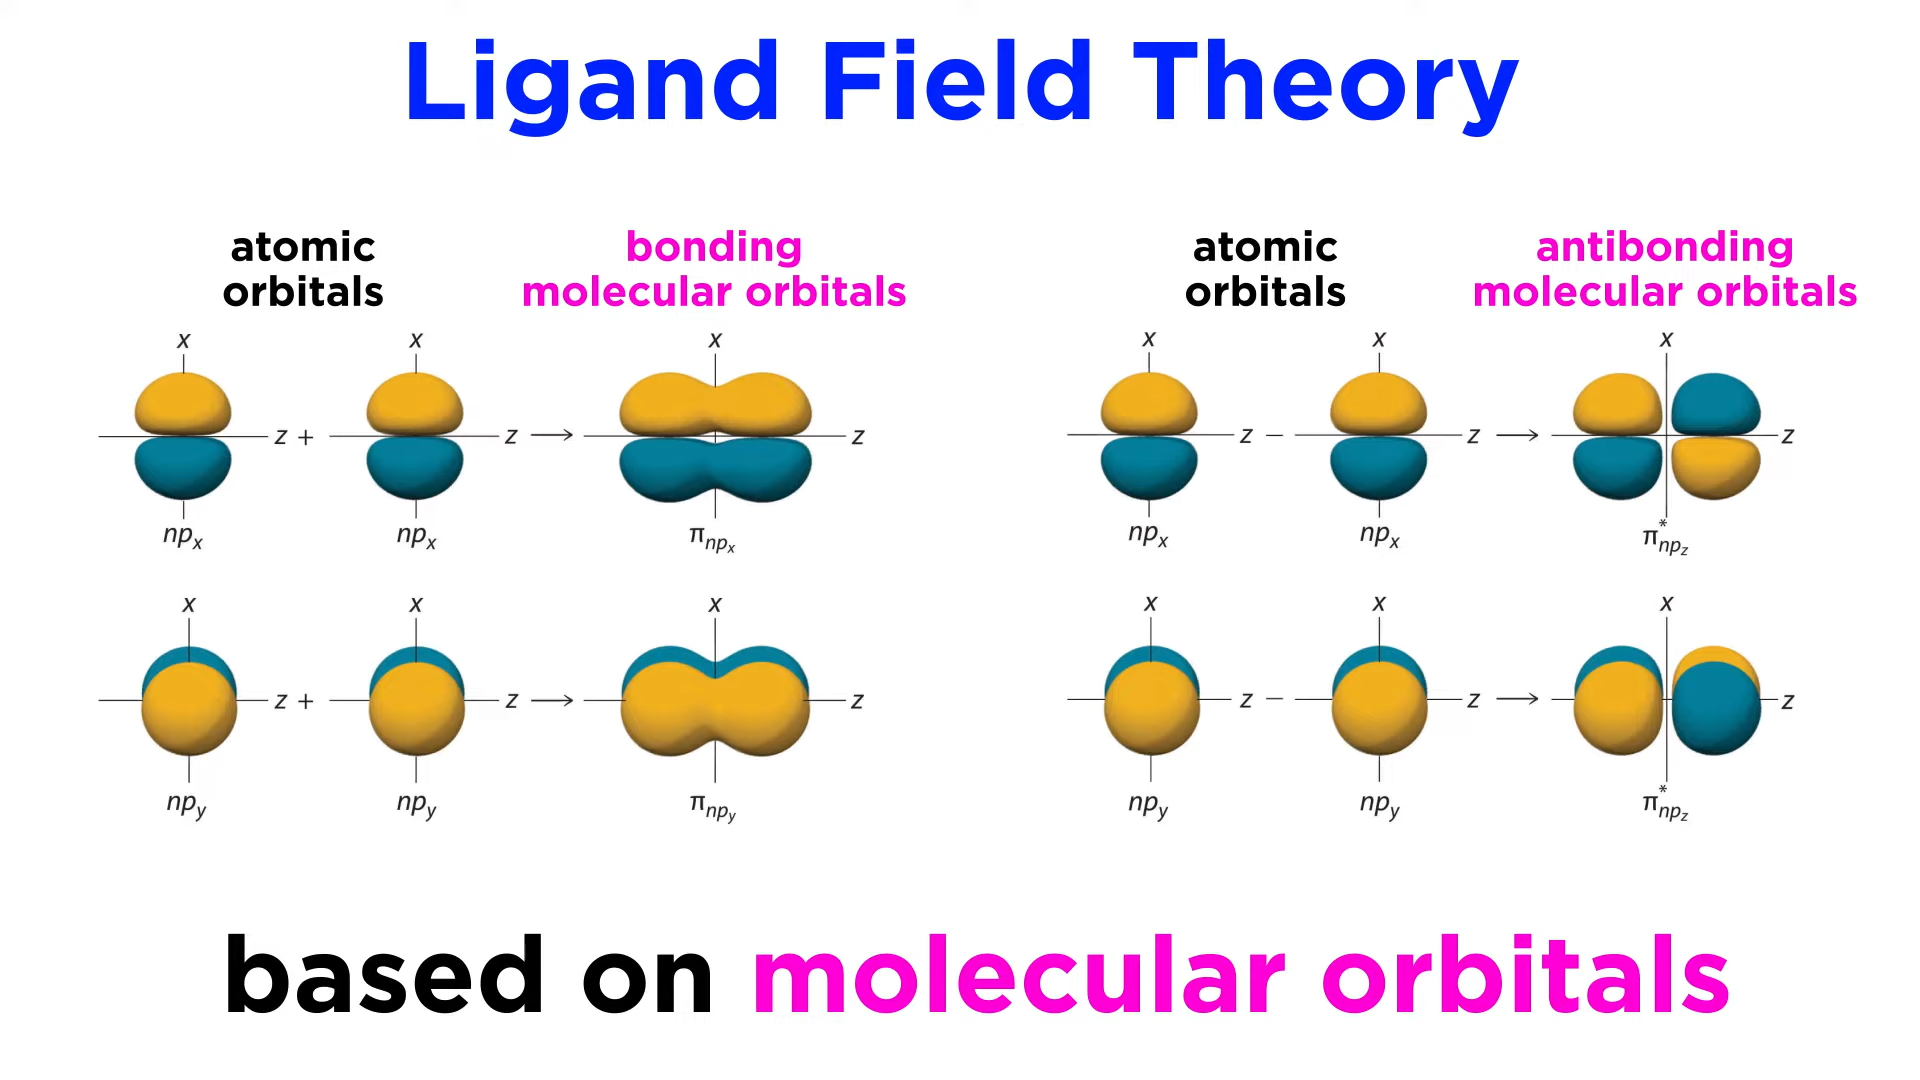 Ligand Field Theory
atomic
orbitals
bonding
molecular orbitals
x x x
z + z → z
npₓ npₓ πnpₓ
x x x
z + z → z
npy npy πnpy
atomic
orbitals
antibonding
molecular orbitals
x x x
z − z → z
npₓ npₓ π*npz
x x x
z − z → z
npy npy π*npz
based on molecular orbitals